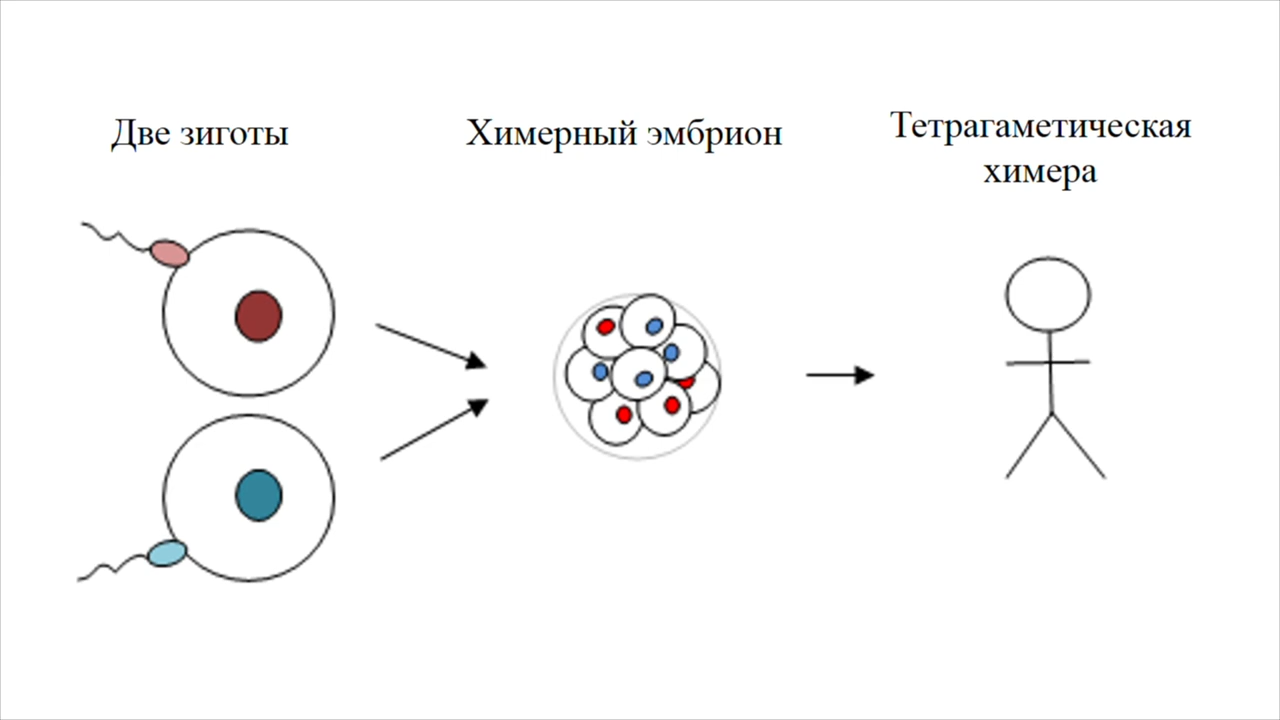 Две зиготы
Химерный эмбрион
Тетрагаметическая
химера